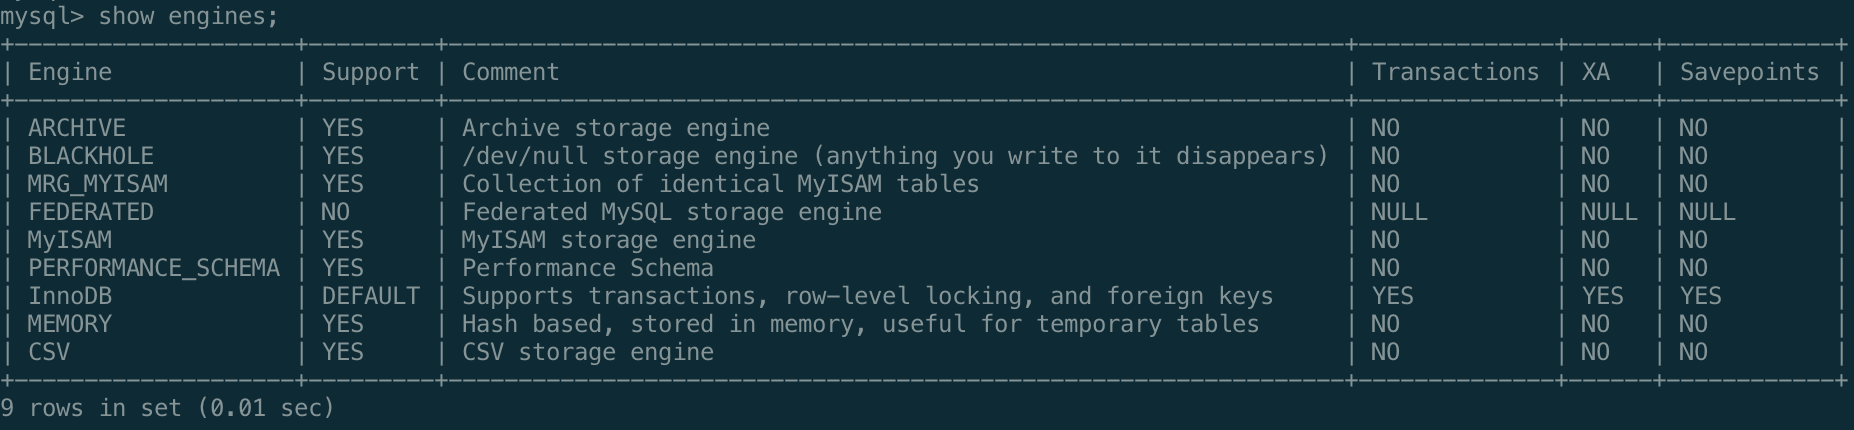 mysql> show engines;
+--------------------+---------+----------------------------------------------------------------+--------------+------+------------+
| Engine             | Support | Comment                                                        | Transactions | XA   | Savepoints |
+--------------------+---------+----------------------------------------------------------------+--------------+------+------------+
| ARCHIVE            | YES     | Archive storage engine                                         | NO           | NO   | NO         |
| BLACKHOLE          | YES     | /dev/null storage engine (anything you write to it disappears) | NO           | NO   | NO         |
| MRG_MYISAM         | YES     | Collection of identical MyISAM tables                          | NO           | NO   | NO         |
| FEDERATED          | NO      | Federated MySQL storage engine                                 | NULL         | NULL | NULL       |
| MyISAM             | YES     | MyISAM storage engine                                          | NO           | NO   | NO         |
| PERFORMANCE_SCHEMA | YES     | Performance Schema                                             | NO           | NO   | NO         |
| InnoDB             | DEFAULT | Supports transactions, row-level locking, and foreign keys     | YES          | YES  | YES        |
| MEMORY             | YES     | Hash based, stored in memory, useful for temporary tables      | NO           | NO   | NO         |
| CSV                | YES     | CSV storage engine                                             | NO           | NO   | NO         |
+--------------------+---------+----------------------------------------------------------------+--------------+------+------------+
9 rows in set (0.01 sec)